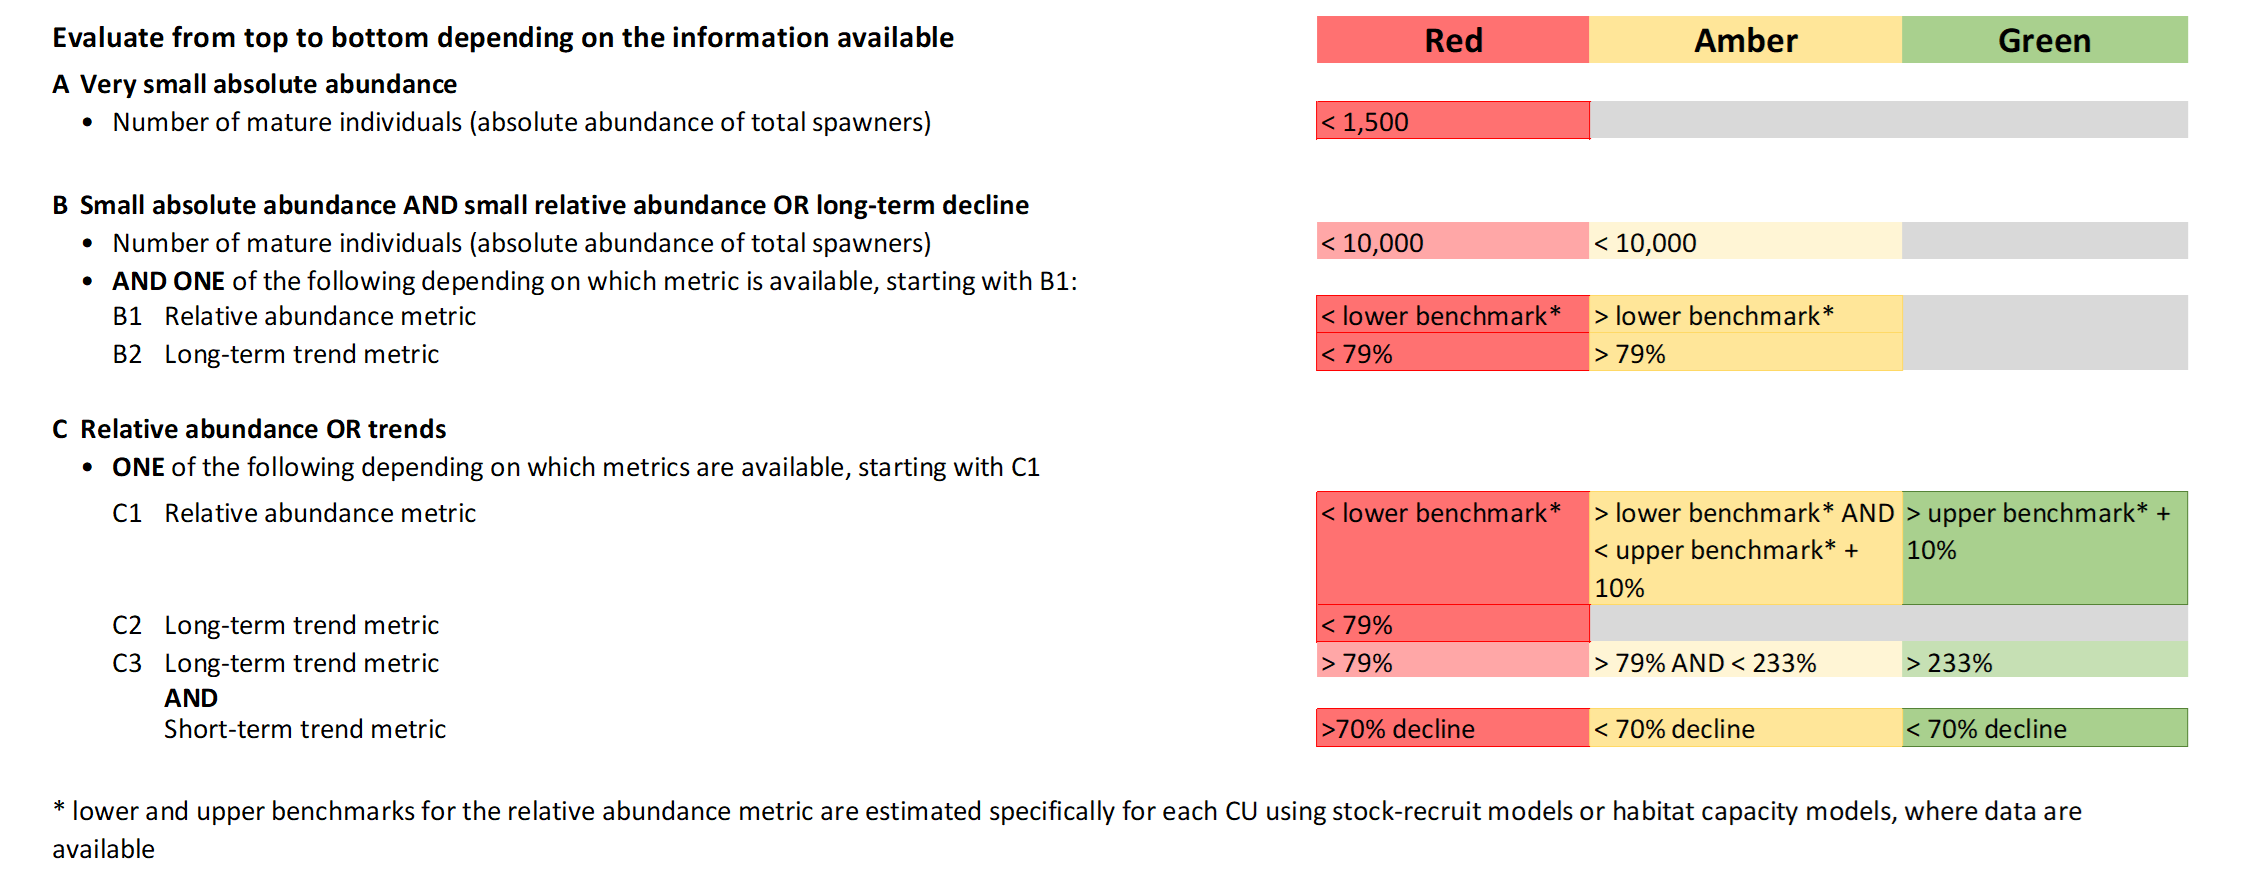 Evaluate from top to bottom depending on the information available Red Amber Green
A Very small absolute abundance
• Number of mature individuals (absolute abundance of total spawners) < 1,500
B Small absolute abundance AND small relative abundance OR long-term decline
• Number of mature individuals (absolute abundance of total spawners) < 10,000 < 10,000
• AND ONE of the following depending on which metric is available, starting with B1:
B1 Relative abundance metric < lower benchmark* > lower benchmark*
B2 Long-term trend metric < 79% > 79%
C Relative abundance OR trends
• ONE of the following depending on which metrics are available, starting with C1
C1 Relative abundance metric < lower benchmark* > lower benchmark* AND > upper benchmark* +
< upper benchmark* + 10%
10%
C2 Long-term trend metric < 79%
C3 Long-term trend metric > 79% > 79% AND < 233% > 233%
AND
Short-term trend metric >70% decline < 70% decline < 70% decline
* lower and upper benchmarks for the relative abundance metric are estimated specifically for each CU using stock-recruit models or habitat capacity models, where data are
available